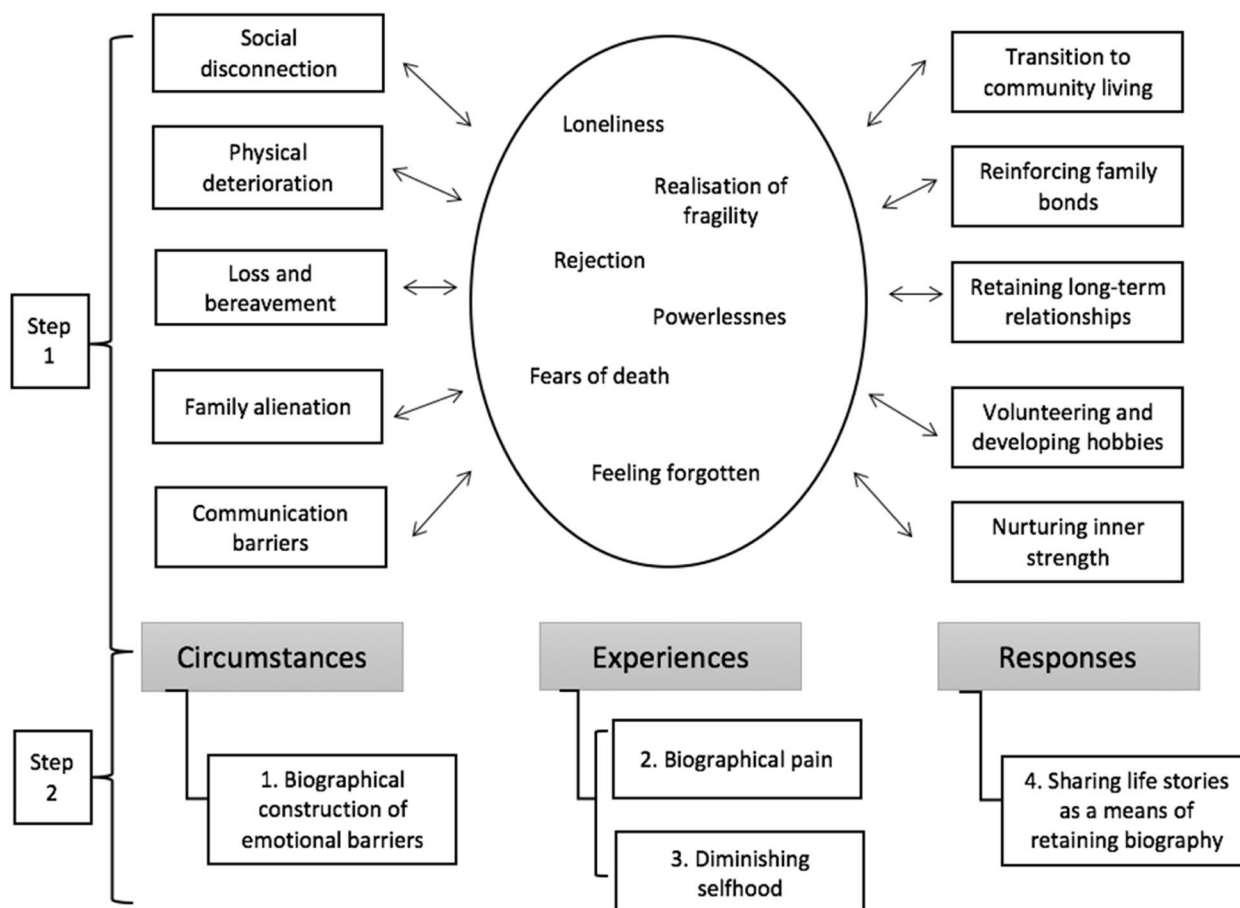 Step
1
Social
disconnection
Physical
deterioration
Loss and
bereavement
Family alienation
Communication
barriers
Loneliness
Realisation of
fragility
Rejection
Powerlessnes
Fears of death
Feeling forgotten
Transition to
community living
Reinforcing family
bonds
Retaining long-term
relationships
Volunteering and
developing hobbies
Nurturing inner
strength
Circumstances
Experiences
Responses
Step
2
1. Biographical
construction of
emotional barriers
2. Biographical pain
3. Diminishing
selfhood
4. Sharing life stories
as a means of
retaining biography